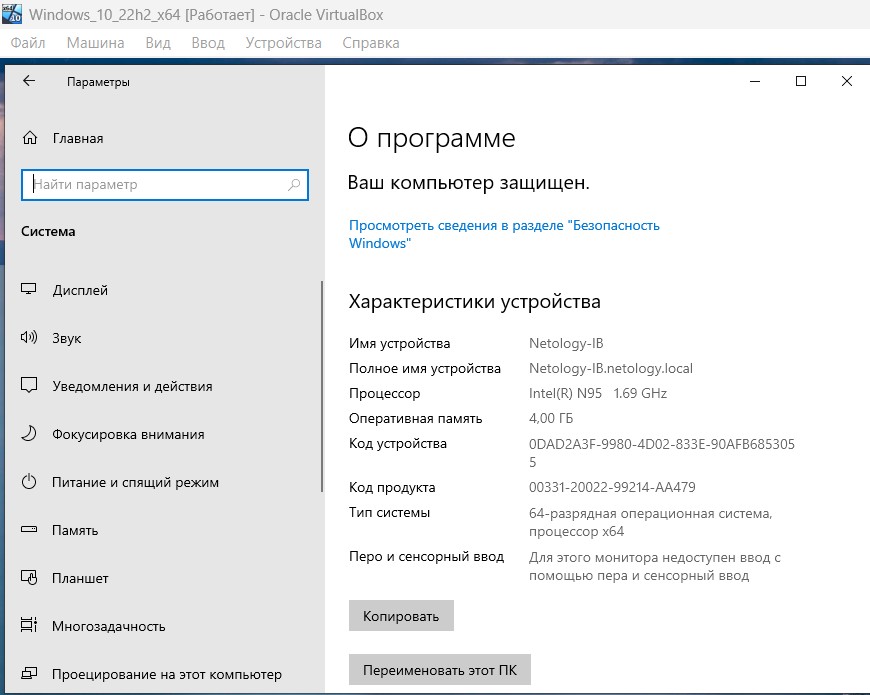 Windows_10_22h2_x64 [Работает] - Oracle VirtualBox
Файл Машина Вид Ввод Устройства Справка
Параметры
Главная
Найти параметр
Система
Дисплей
Звук
Уведомления и действия
Фокусировка внимания
Питание и спящий режим
Память
Планшет
Многозадачность
Проецирование на этот компьютер
О программе
Ваш компьютер защищен.
Просмотреть сведения в разделе "Безопасность
Windows"
Характеристики устройства
Имя устройства Netology-IB
Полное имя устройства Netology-IB.netology.local
Процессор Intel(R) N95 1.69 GHz
Оперативная память 4,00 ГБ
Код устройства 0DAD2A3F-9980-4D02-833E-90AFB685305
5
Код продукта 00331-20022-99214-AA479
Тип системы 64-разрядная операционная система,
процессор x64
Перо и сенсорный ввод Для этого монитора недоступен ввод с
помощью пера и сенсорный ввод
Копировать
Переименовать этот ПК